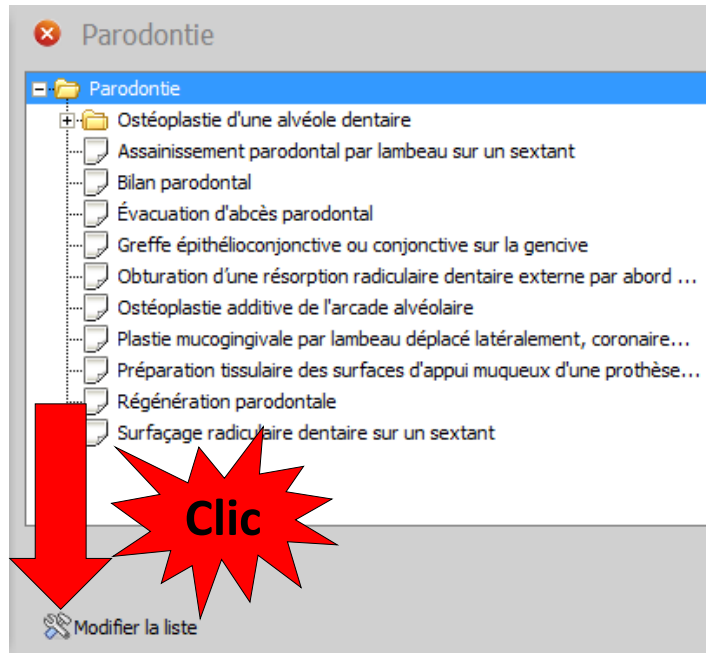 Parodontie
Parodontie
Ostéoplastie d'une alvéole dentaire
Assainissement parodontal par lambeau sur un sextant
Bilan parodontal
Évacuation d'abcès parodontal
Greffe épithélioconjonctive ou conjonctive sur la gencive
Obturation d’une résorption radiculaire dentaire externe par abord ...
Ostéoplastie additive de l'arcade alvéolaire
Plastie mucogingivale par lambeau déplacé latéralement, coronaire...
Préparation tissulaire des surfaces d'appui muqueux d'une prothèse...
Régénération parodontale
Surfaçage radiculaire dentaire sur un sextant
Clic
Modifier la liste